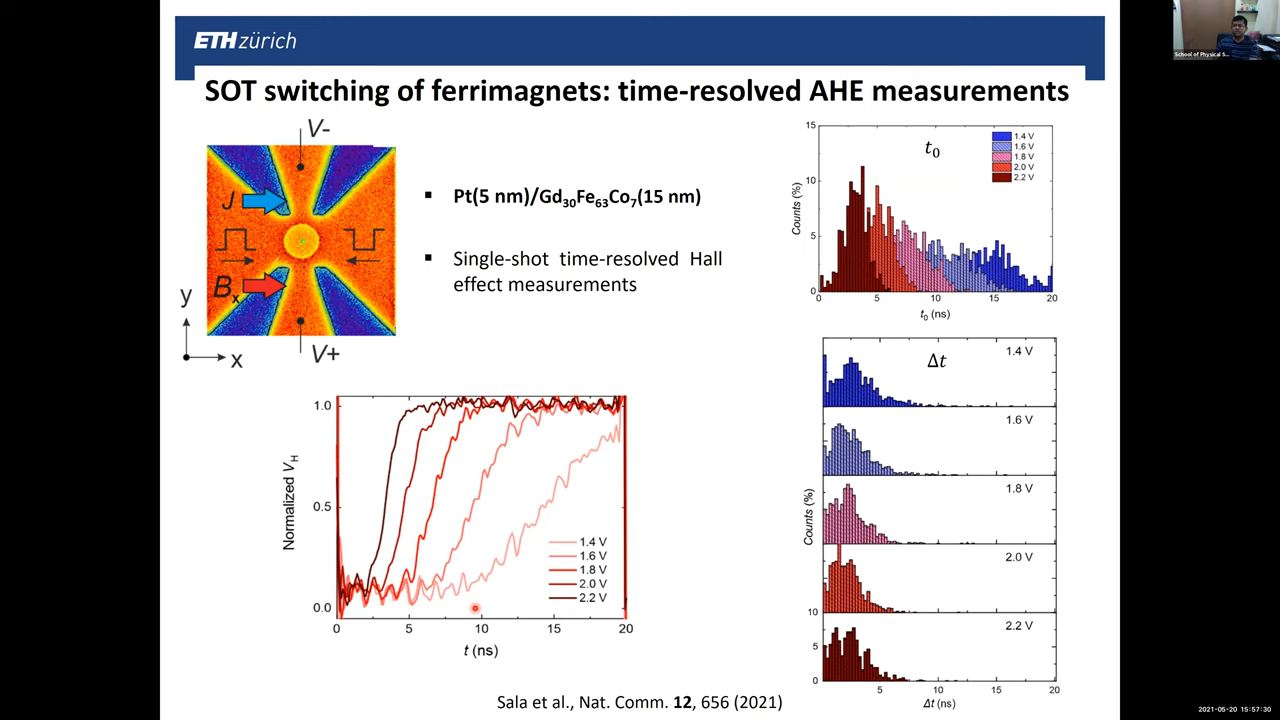 ETH zürich
School of Physical S...
SOT switching of ferrimagnets: time-resolved AHE measurements
V-
J
Bx
y
x
V+
▪ Pt(5 nm)/Gd30Fe63Co7(15 nm)
▪ Single-shot time-resolved Hall
effect measurements
15
10
5
0
Counts (%)
t0
1.4 V
1.6 V
1.8 V
2.0 V
2.2 V
0 5 10 15 20
t0 (ns)
Δt
1.4 V
1.6 V
1.8 V
2.0 V
2.2 V
Counts (%)
10
5
0
5 10 15 20
Δt (ns)
1.0
0.5
0.0
Normalized VH
1.4 V
1.6 V
1.8 V
2.0 V
2.2 V
0 5 10 15 20
t (ns)
Sala et al., Nat. Comm. 12, 656 (2021)
2021-05-20 15:57:30